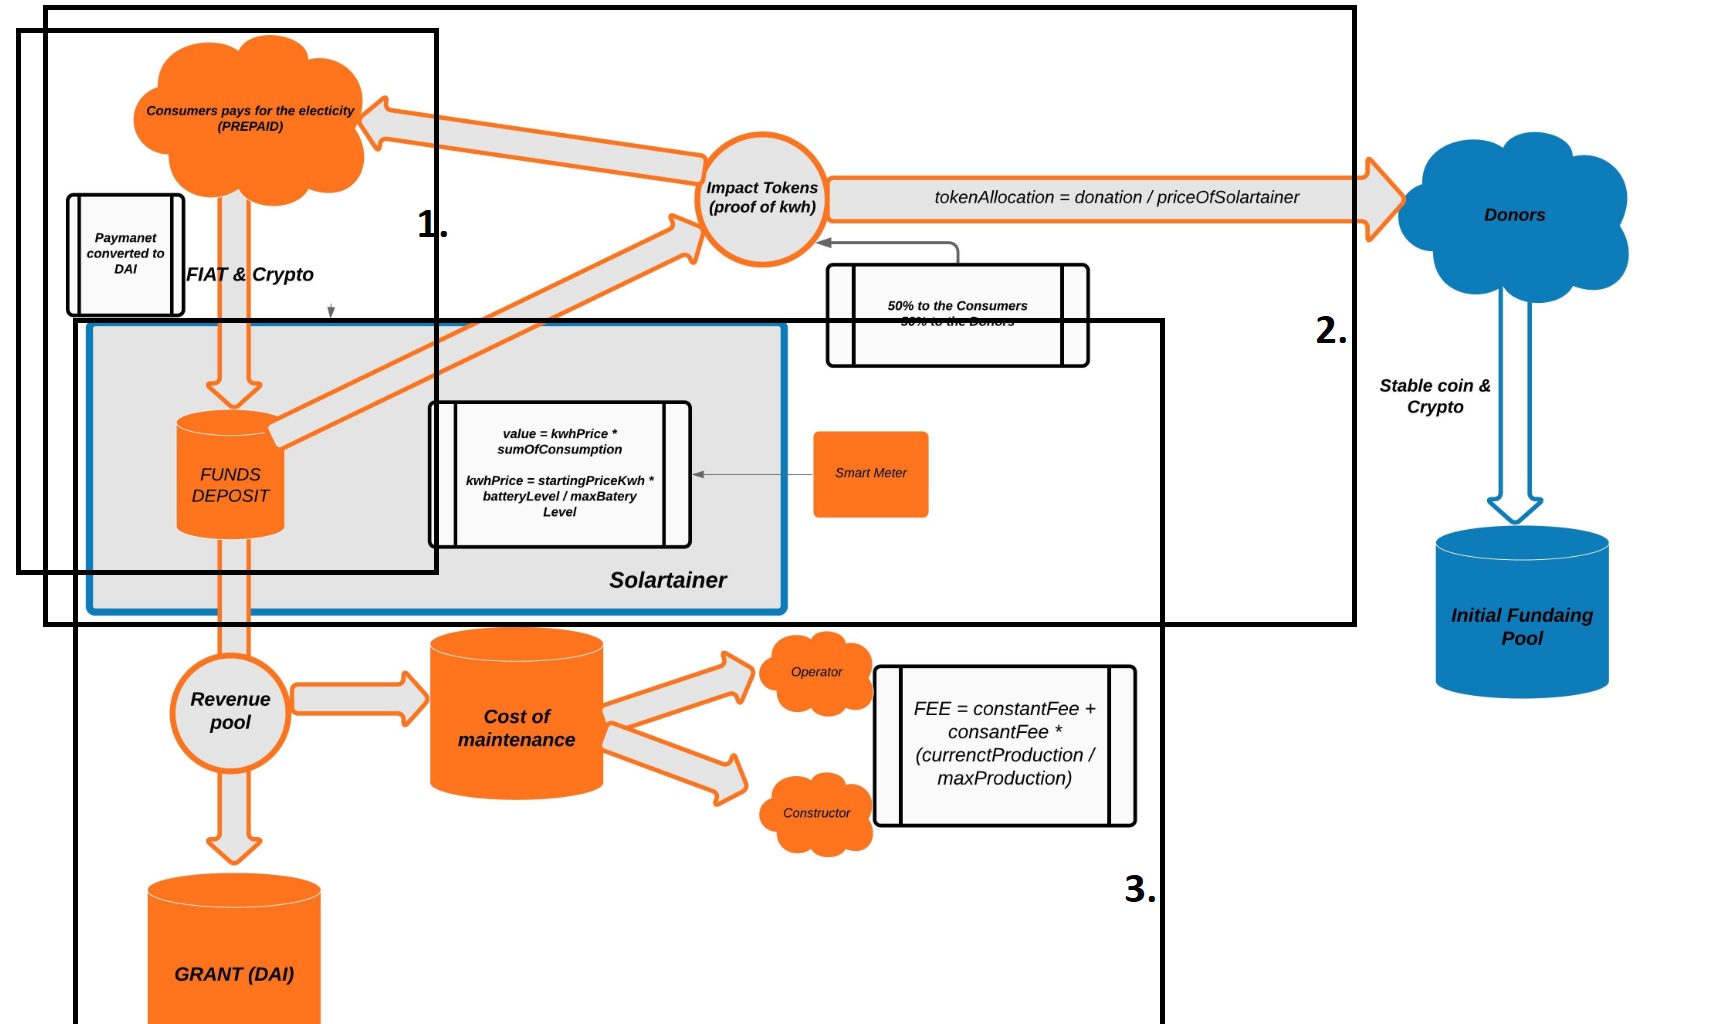 Consumers pays for the electicity
(PREPAID)
1.
Paymanet
converted to
DAI
FIAT & Crypto
Impact Tokens
(proof of kwh)
tokenAllocation = donation / priceOfSolartainer
Donors
50% to the Consumers
50% to the Donors
2.
Stable coin &
Crypto
FUNDS
DEPOSIT
value = kwhPrice *
sumOfConsumption
kwhPrice = startingPriceKwh *
batteryLevel / maxBatery
Level
Smart Meter
Solartainer
Initial Fundaing
Pool
Revenue
pool
Cost of
maintenance
Operator
Constructor
FEE = constantFee +
consantFee *
(currenctProduction /
maxProduction)
3.
GRANT (DAI)